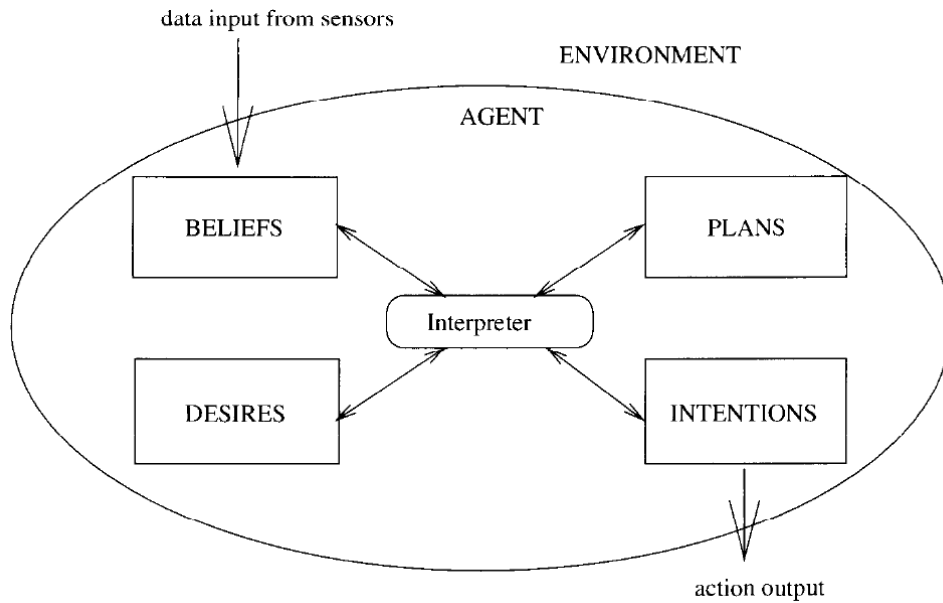 data input from sensors
ENVIRONMENT
AGENT
BELIEFS
PLANS
Interpreter
DESIRES
INTENTIONS
action output